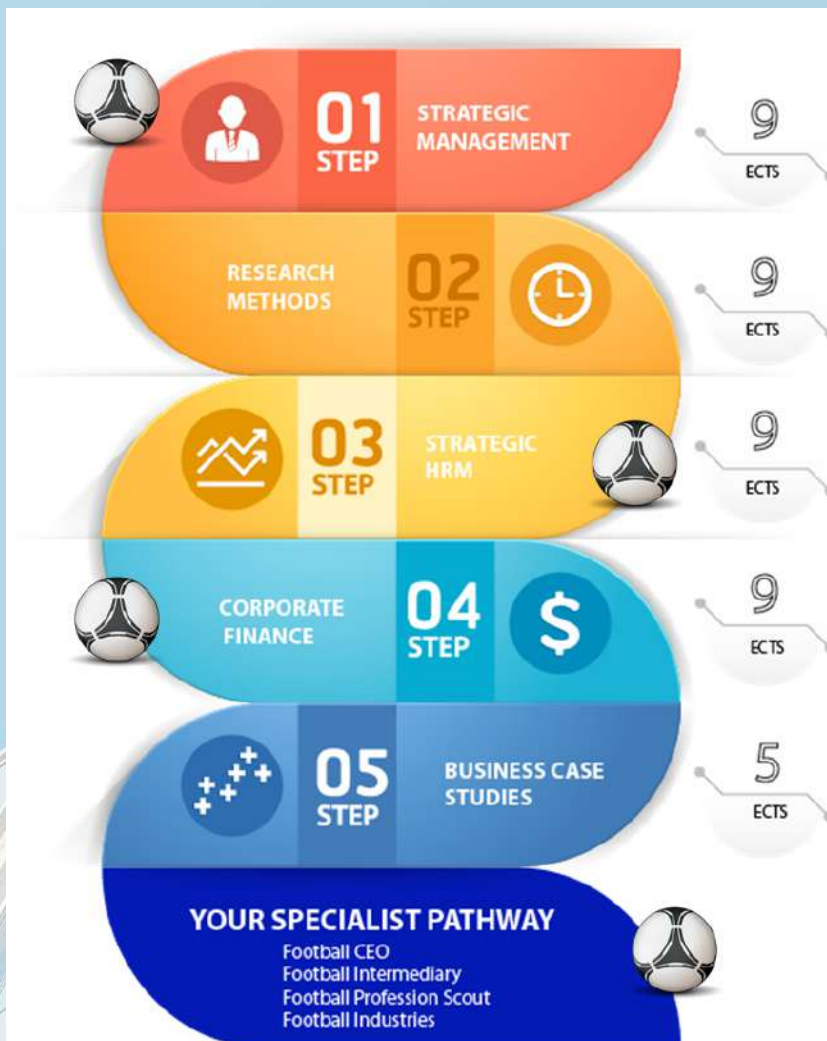 01
STEP
STRATEGIC
MANAGEMENT
9
ECTS
RESEARCH
METHODS
02
STEP
9
ECTS
03
STEP
STRATEGIC
HRM
9
ECTS
CORPORATE
FINANCE
04
STEP
$
9
ECTS
05
STEP
BUSINESS CASE
STUDIES
5
ECTS
YOUR SPECIALIST PATHWAY
Football CEO
Football Intermediary
Football Profession Scout
Football Industries